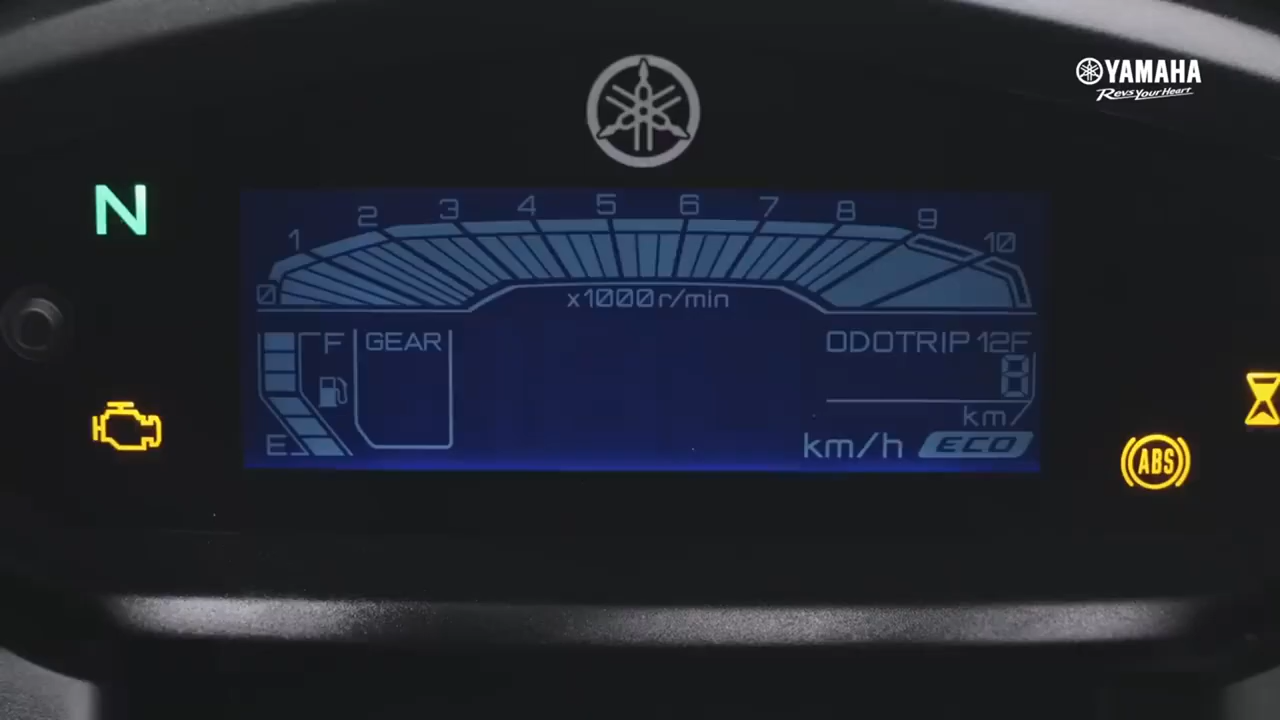 YAMAHA
Revs Your Heart
N
0 1 2 3 4 5 6 7 8 9 10
x1000r/min
F
GEAR
ODOTRIP 12F
8
km
E
km/h ECO
ABS